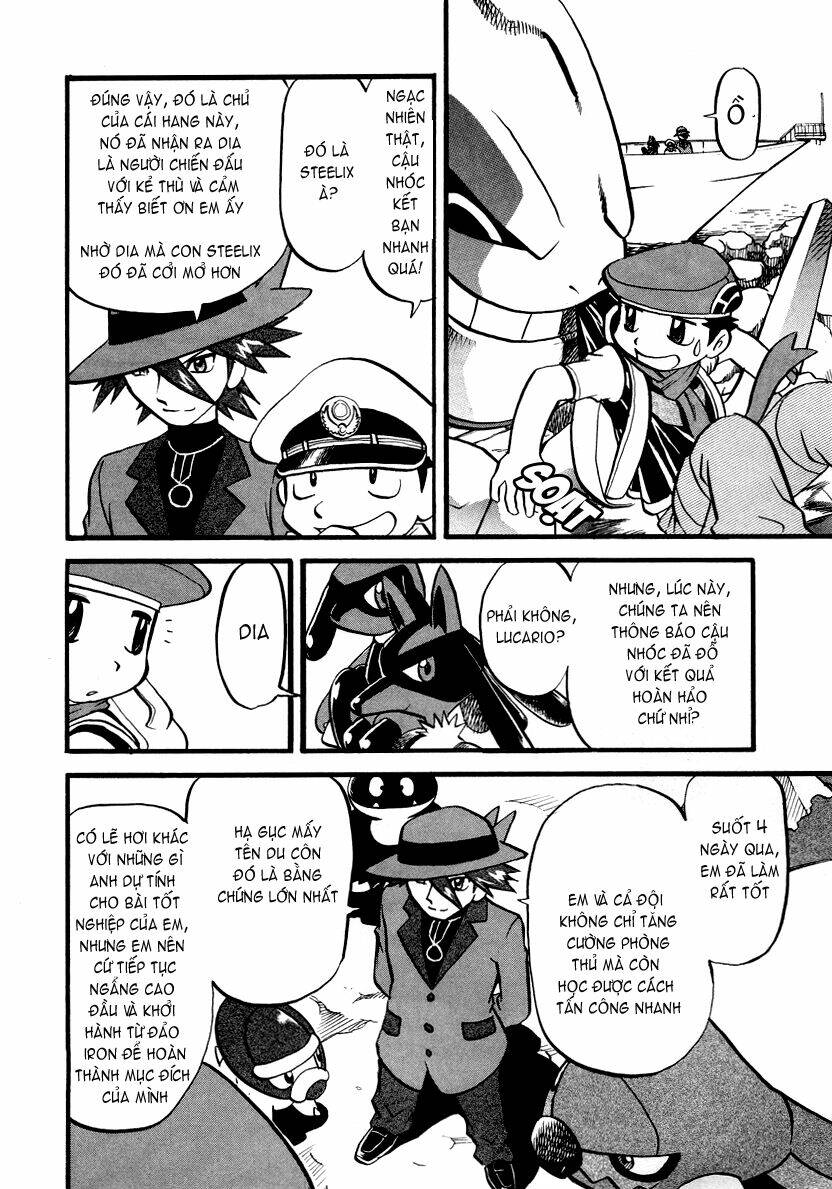 Ồ
SOẠT
NGẠC
NHIÊN
THẬT,
CẬU
NHÓC
KẾT
BẠN
NHANH
QUÁ!
ĐÓ LÀ
STEELIX
À?
ĐÚNG VẬY, ĐÓ LÀ CHỦ
CỦA CÁI HANG NÀY,
NÓ ĐÃ NHẬN RA DIA
LÀ NGƯỜI CHIẾN ĐẤU
VỚI KẺ THÙ VÀ CẢM
THẤY BIẾT ƠN EM ẤY
NHỜ DIA MÀ CON STEELIX
ĐÓ ĐÃ CỞI MỞ HƠN
NHƯNG, LÚC NÀY,
CHÚNG TA NÊN
THÔNG BÁO CẬU
NHÓC ĐÃ ĐỖ
VỚI KẾT QUẢ
HOÀN HẢO
CHỨ NHỈ?
PHẢI KHÔNG,
LUCARIO?
DIA
SUỐT 4
NGÀY QUA,
EM ĐÃ LÀM
RẤT TỐT
EM VÀ CẢ ĐỘI
KHÔNG CHỈ TĂNG
CƯỜNG PHÒNG
THỦ MÀ CÒN
HỌC ĐƯỢC CÁCH
TẤN CÔNG NHANH
HẠ GỤC MẤY
TÊN DU CÔN
ĐÓ LÀ BẰNG
CHỨNG LỚN NHẤT
CÓ LẼ HƠI KHÁC
VỚI NHỮNG GÌ
ANH DỰ TÍNH
CHO BÀI TỐT
NGHIỆP CỦA EM,
NHƯNG EM NÊN
CỨ TIẾP TỤC
NGẨNG CAO
ĐẦU VÀ KHỞI
HÀNH TỪ ĐẢO
IRON ĐỂ HOÀN
THÀNH MỤC ĐÍCH
CỦA MÌNH